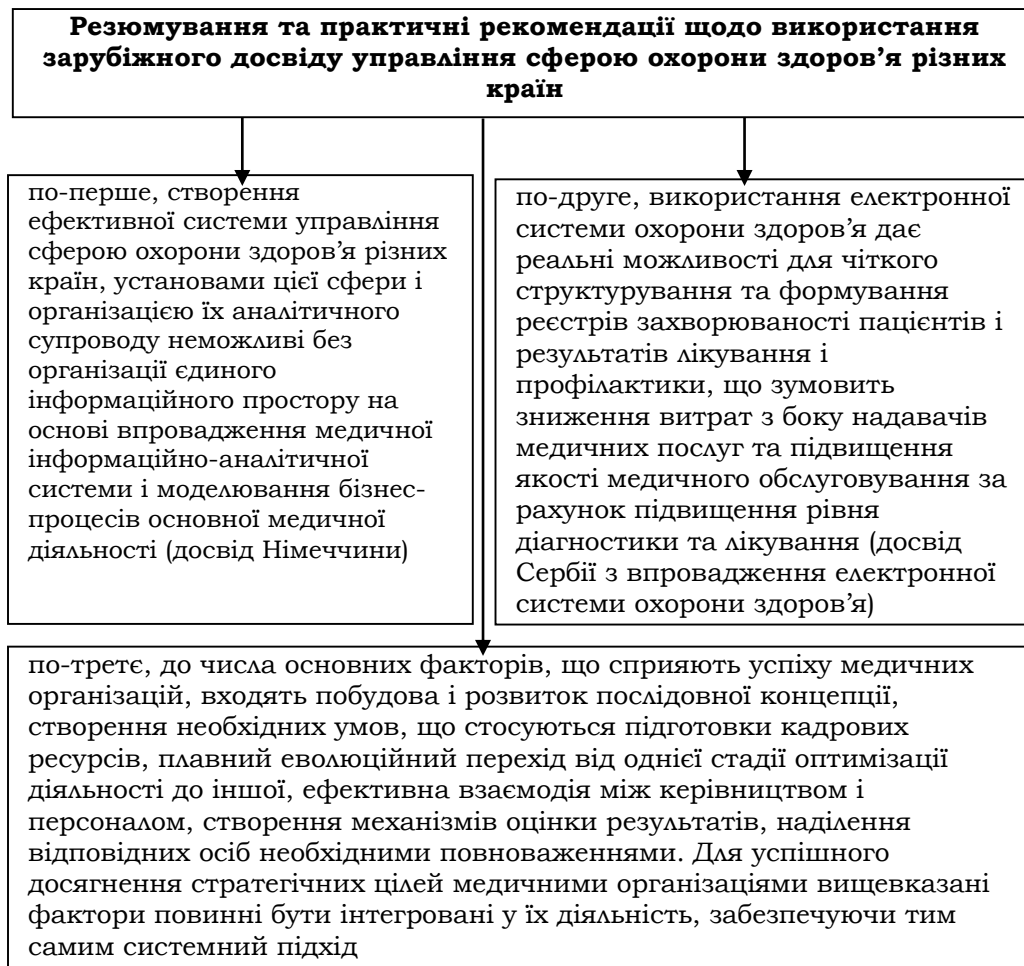 Резюмування та практичні рекомендації щодо використання
зарубіжного досвіду управління сферою охорони здоров’я різних
країн
по-перше, створення
ефективної системи управління
сферою охорони здоров’я різних
країн, установами цієї сфери і
організацією їх аналітичного
супроводу неможливі без
організації єдиного
інформаційного простору на
основі впровадження медичної
інформаційно-аналітичної
системи і моделювання бізнес-
процесів основної медичної
діяльності (досвід Німеччини)
по-друге, використання електронної
системи охорони здоров’я дає
реальні можливості для чіткого
структурування та формування
реєстрів захворюваності пацієнтів і
результатів лікування і
профілактики, що зумовить
зниження витрат з боку надавачів
медичних послуг та підвищення
якості медичного обслуговування за
рахунок підвищення рівня
діагностики та лікування (досвід
Сербії з впровадження електронної
системи охорони здоров’я)
по-третє, до числа основних факторів, що сприяють успіху медичних
організацій, входять побудова і розвиток послідовної концепції,
створення необхідних умов, що стосуються підготовки кадрових
ресурсів, плавний еволюційний перехід від однієї стадії оптимізації
діяльності до іншої, ефективна взаємодія між керівництвом і
персоналом, створення механізмів оцінки результатів, наділення
відповідних осіб необхідними повноваженнями. Для успішного
досягнення стратегічних цілей медичними організаціями вищевказані
фактори повинні бути інтегровані у їх діяльність, забезпечуючи тим
самим системний підхід